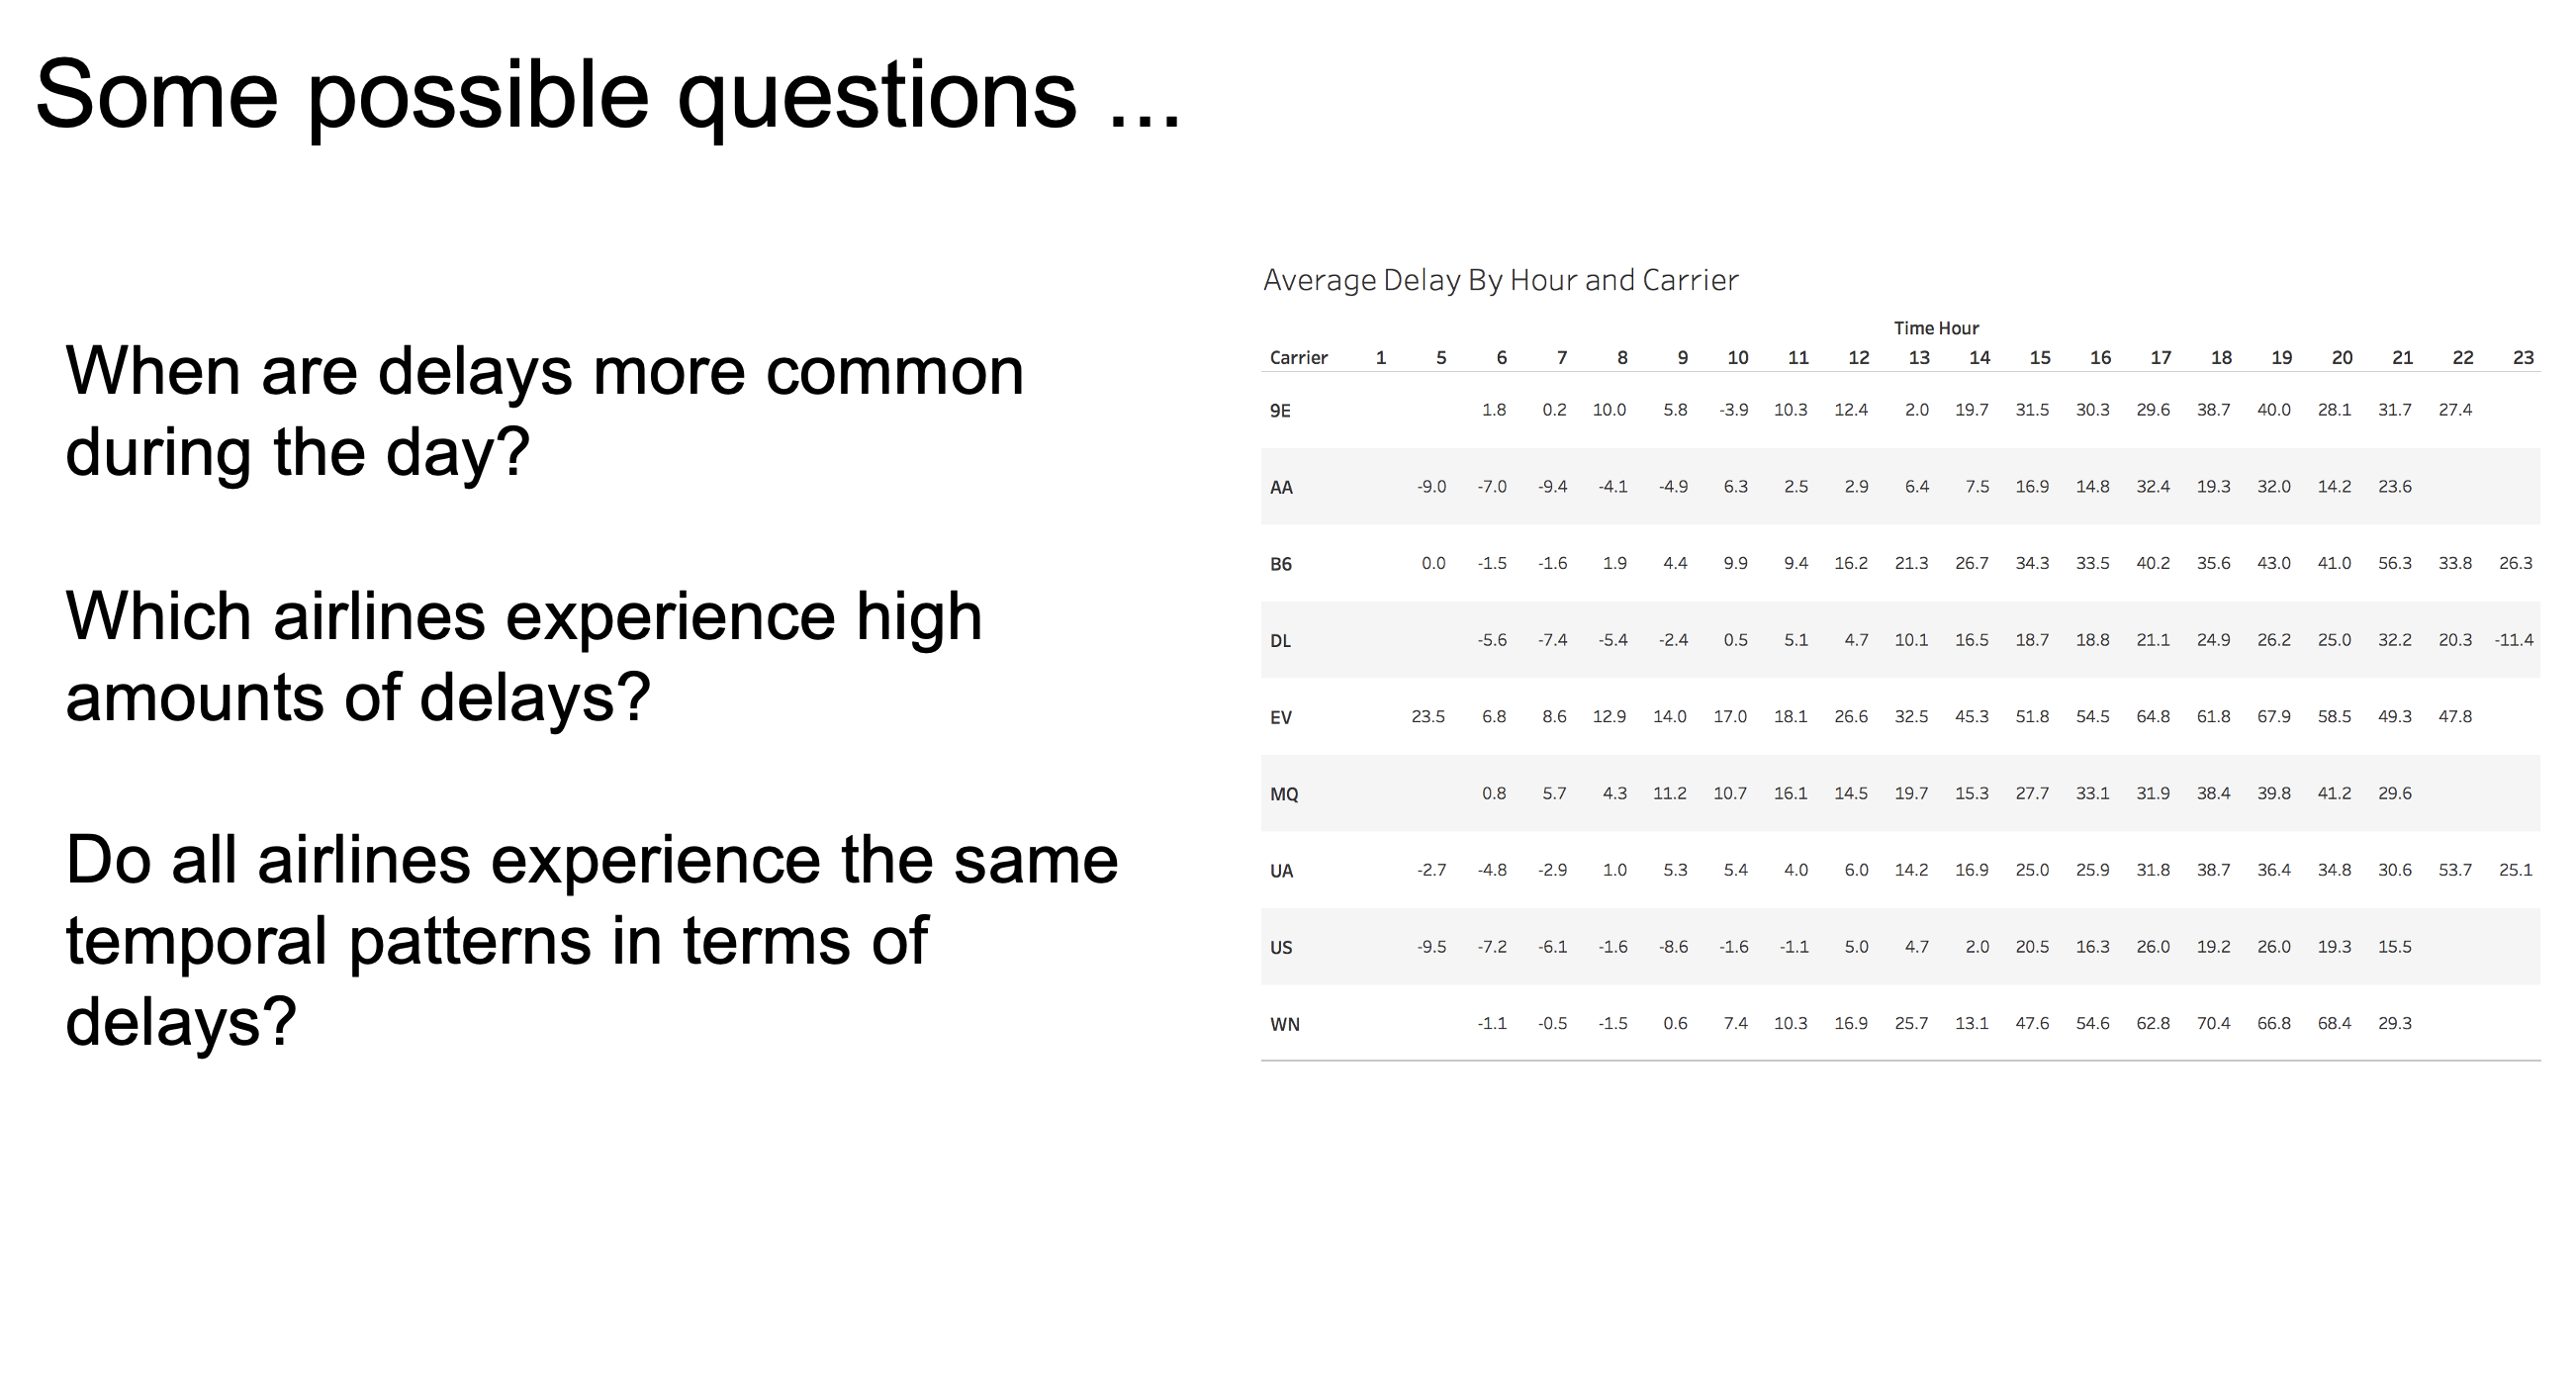 Some possible questions ...
When are delays more common
during the day?
Which airlines experience high
amounts of delays?
Do all airlines experience the same
temporal patterns in terms of
delays?
Average Delay By Hour and Carrier
Time Hour
Carrier 1 5 6 7 8 9 10 11 12 13 14 15 16 17 18 19 20 21 22 23
9E 1.8 0.2 10.0 5.8 -3.9 10.3 12.4 2.0 19.7 31.5 30.3 29.6 38.7 40.0 28.1 31.7 27.4
AA -9.0 -7.0 -9.4 -4.1 -4.9 6.3 2.5 2.9 6.4 7.5 16.9 14.8 32.4 19.3 32.0 14.2 23.6
B6 0.0 -1.5 -1.6 1.9 4.4 9.9 9.4 16.2 21.3 26.7 34.3 33.5 40.2 35.6 43.0 41.0 56.3 33.8 26.3
DL -5.6 -7.4 -5.4 -2.4 0.5 5.1 4.7 10.1 16.5 18.7 18.8 21.1 24.9 26.2 25.0 32.2 20.3 -11.4
EV 23.5 6.8 8.6 12.9 14.0 17.0 18.1 26.6 32.5 45.3 51.8 54.5 64.8 61.8 67.9 58.5 49.3 47.8
MQ 0.8 5.7 4.3 11.2 10.7 16.1 14.5 19.7 15.3 27.7 33.1 31.9 38.4 39.8 41.2 29.6
UA -2.7 -4.8 -2.9 1.0 5.3 5.4 4.0 6.0 14.2 16.9 25.0 25.9 31.8 38.7 36.4 34.8 30.6 53.7 25.1
US -9.5 -7.2 -6.1 -1.6 -8.6 -1.6 -1.1 5.0 4.7 2.0 20.5 16.3 26.0 19.2 26.0 19.3 15.5
WN -1.1 -0.5 -1.5 0.6 7.4 10.3 16.9 25.7 13.1 47.6 54.6 62.8 70.4 66.8 68.4 29.3